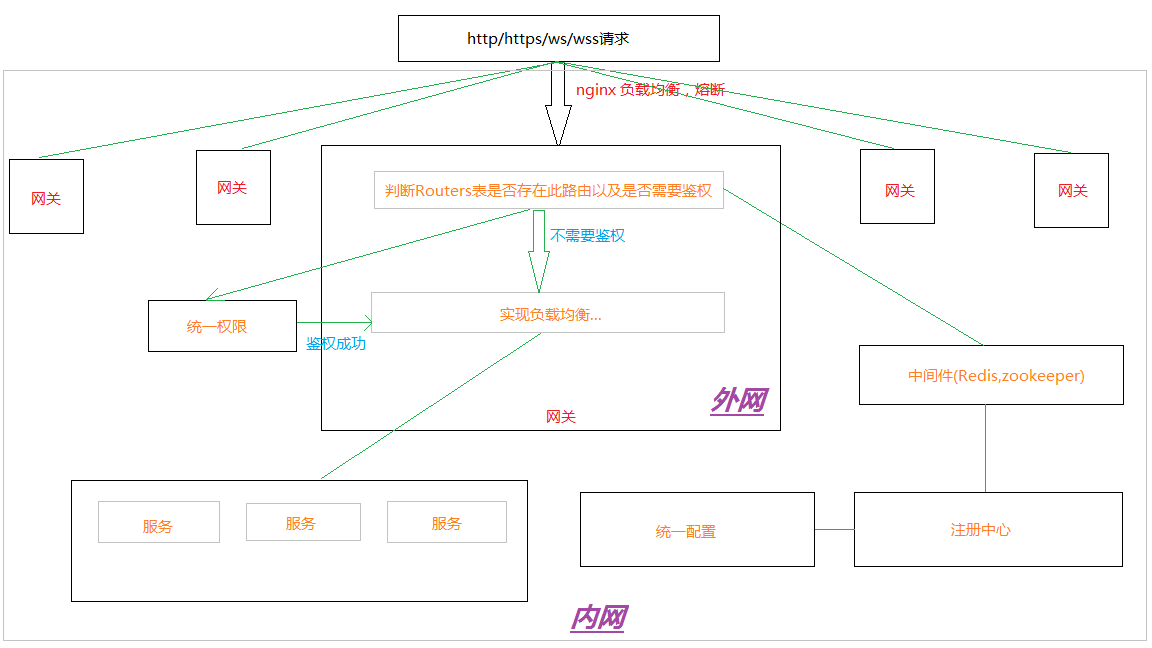 http/https/ws/wss请求
nginx 负载均衡，熔断
网关
网关
网关
网关
判断Routers表是否存在此路由以及是否需要鉴权
不需要鉴权
统一权限
鉴权成功
实现负载均衡...
中间件(Redis,zookeeper)
外网
网关
服务
服务
服务
统一配置
注册中心
内网